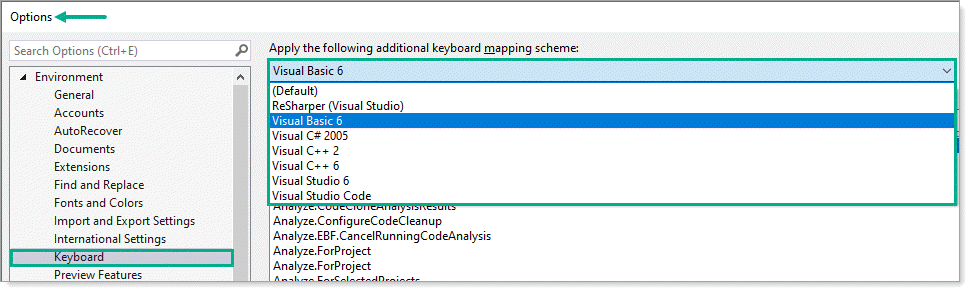 Options
Search Options (Ctrl+E)
Environment
General
Accounts
AutoRecover
Documents
Extensions
Find and Replace
Fonts and Colors
Import and Export Settings
International Settings
Keyboard
Preview Features
Apply the following additional keyboard mapping scheme:
Visual Basic 6
(Default)
ReSharper (Visual Studio)
Visual Basic 6
Visual C# 2005
Visual C++ 2
Visual C++ 6
Visual Studio 6
Visual Studio Code
Analyze.CodeCloneAnalysisResults
Analyze.ConfigureCodeCleanup
Analyze.EBF.CancelRunningCodeAnalysis
Analyze.ForProject
Analyze.ForProject
Analyze.ForSelectedProjects